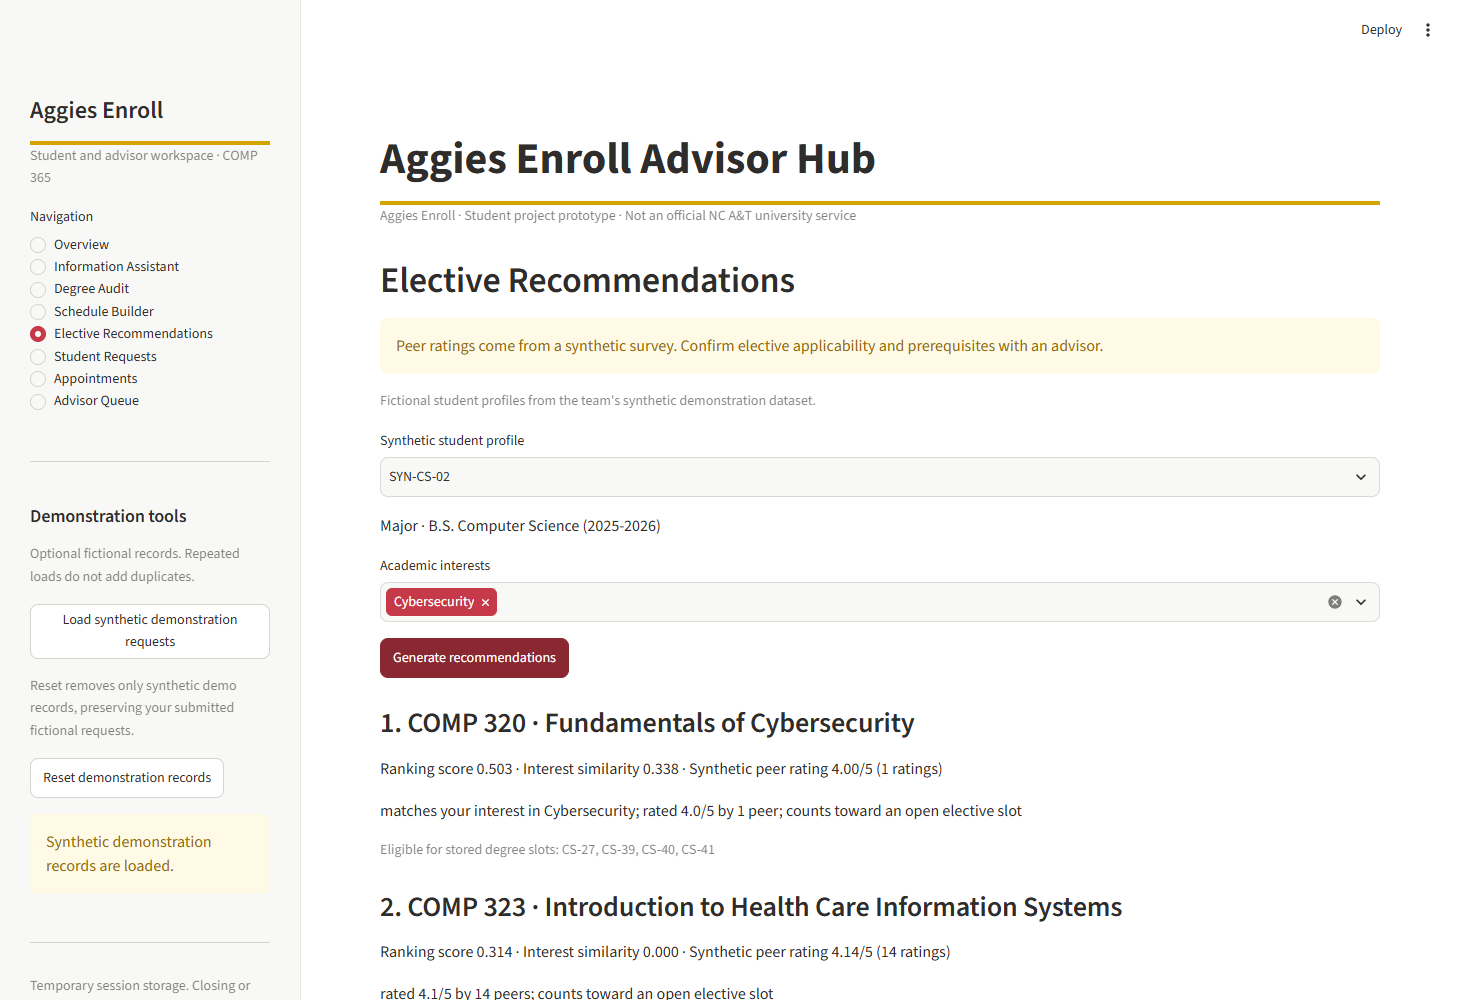 Deploy
Aggies Enroll
Student and advisor workspace · COMP
365
Navigation
Overview
Information Assistant
Degree Audit
Schedule Builder
Elective Recommendations
Student Requests
Appointments
Advisor Queue
Demonstration tools
Optional fictional records. Repeated
loads do not add duplicates.
Load synthetic demonstration
requests
Reset removes only synthetic demo
records, preserving your submitted
fictional requests.
Reset demonstration records
Synthetic demonstration
records are loaded.
Temporary session storage. Closing or
Aggies Enroll Advisor Hub
Aggies Enroll · Student project prototype · Not an official NC A&T university service
Elective Recommendations
Peer ratings come from a synthetic survey. Confirm elective applicability and prerequisites with an advisor.
Fictional student profiles from the team's synthetic demonstration dataset.
Synthetic student profile
SYN-CS-02
Major · B.S. Computer Science (2025-2026)
Academic interests
Cybersecurity
Generate recommendations
1. COMP 320 · Fundamentals of Cybersecurity
Ranking score 0.503 · Interest similarity 0.338 · Synthetic peer rating 4.00/5 (1 ratings)
matches your interest in Cybersecurity; rated 4.0/5 by 1 peer; counts toward an open elective slot
Eligible for stored degree slots: CS-27, CS-39, CS-40, CS-41
2. COMP 323 · Introduction to Health Care Information Systems
Ranking score 0.314 · Interest similarity 0.000 · Synthetic peer rating 4.14/5 (14 ratings)
rated 4.1/5 by 14 peers; counts toward an open elective slot